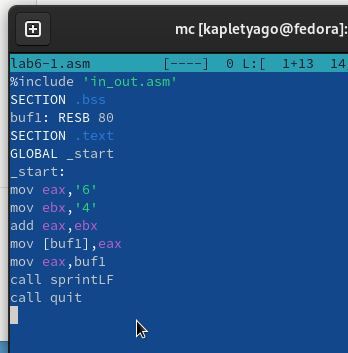 mc [kapletyago@fedora]:
lab6-1.asm [----] 0 L:[ 1+13 14
%include 'in_out.asm'
SECTION .bss
buf1: RESB 80
SECTION .text
GLOBAL _start
_start:
mov eax,'6'
mov ebx,'4'
add eax,ebx
mov [buf1],eax
mov eax,buf1
call sprintLF
call quit